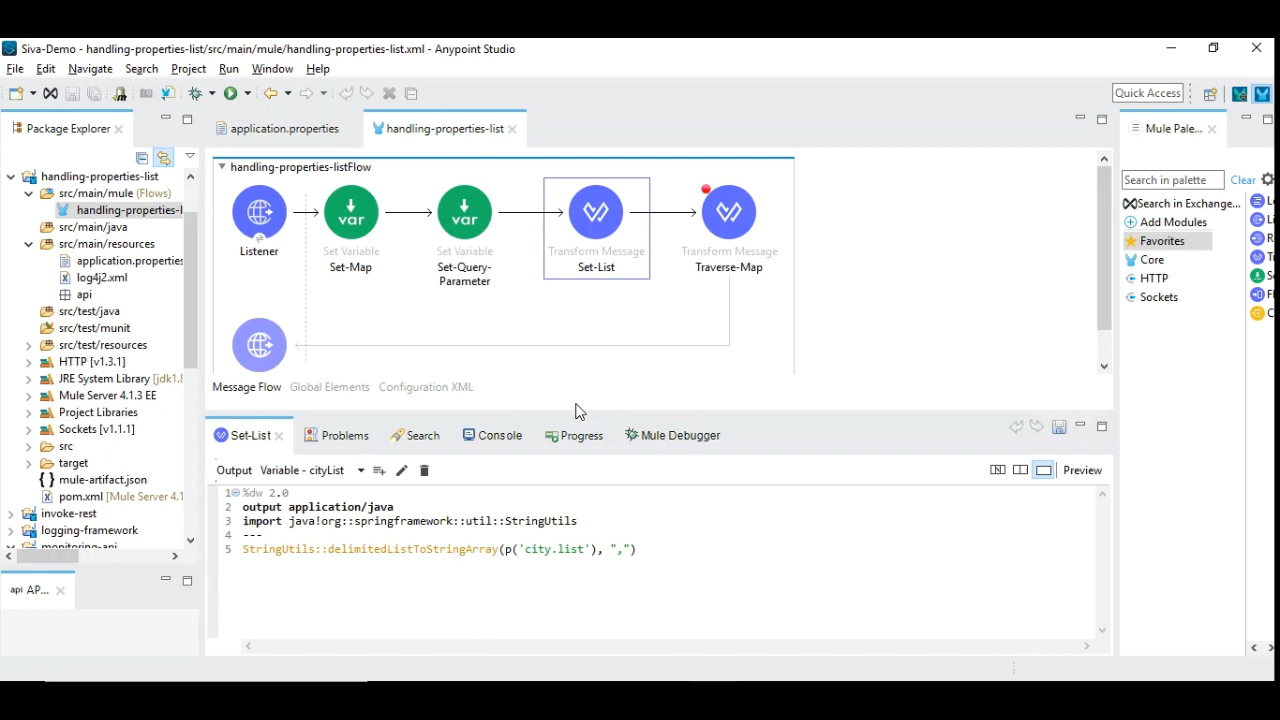 Siva-Demo - handling-properties-list/src/main/mule/handling-properties-list.xml - Anypoint Studio
File Edit Navigate Search Project Run Window Help
Quick Access
Package Explorer
handling-properties-list
src/main/mule (Flows)
handling-properties-l
src/main/java
src/main/resources
application.properties
log4j2.xml
api
src/test/java
src/test/munit
src/test/resources
HTTP [v1.3.1]
JRE System Library [jdk1.8
Mule Server 4.1.3 EE
Project Libraries
Sockets [v1.1.1]
src
target
mule-artifact.json
pom.xml [Mule Server 4.1
invoke-rest
logging-framework
monitoring-api
api AP...
application.properties
handling-properties-list
handling-properties-listFlow
Listener
var
Set Variable
Set-Map
var
Set Variable
Set-Query-
Parameter
Transform Message
Set-List
Transform Message
Traverse-Map
Message Flow Global Elements Configuration XML
Set-List Problems Search Console Progress Mule Debugger
Output Variable - cityList Preview
1 %dw 2.0
2 output application/java
3 import java!org::springframework::util::StringUtils
4 ---
5 StringUtils::delimitedListToStringArray(p('city.list'), ",")
Mule Pale...
Search in palette Clear
Search in Exchange...
Add Modules
Favorites
Core
HTTP
Sockets